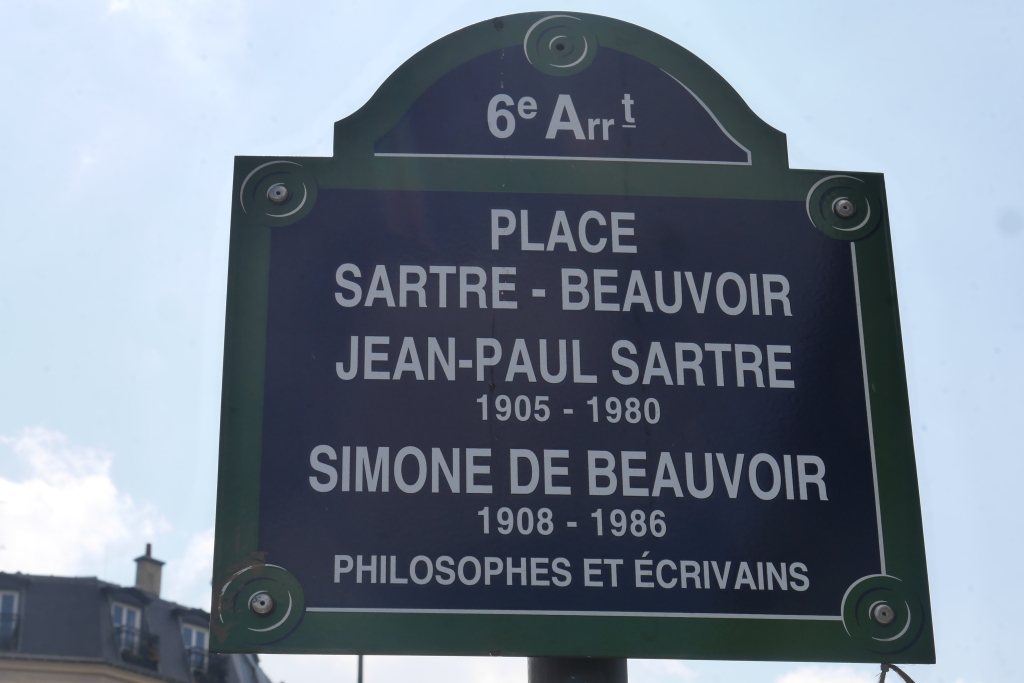 6e Arrt
PLACE
SARTRE - BEAUVOIR
JEAN-PAUL SARTRE
1905 - 1980
SIMONE DE BEAUVOIR
1908 - 1986
PHILOSOPHES ET ÉCRIVAINS